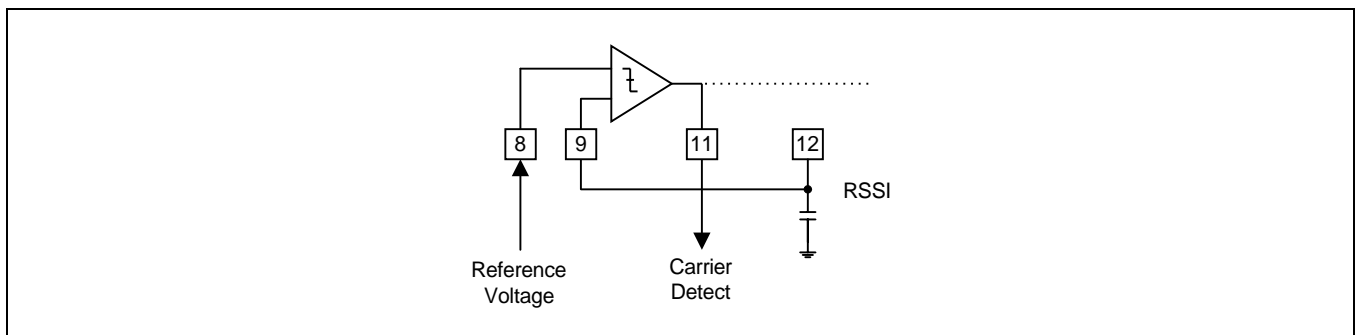 8
9
11
12
RSSI
Reference
Voltage
Carrier
Detect